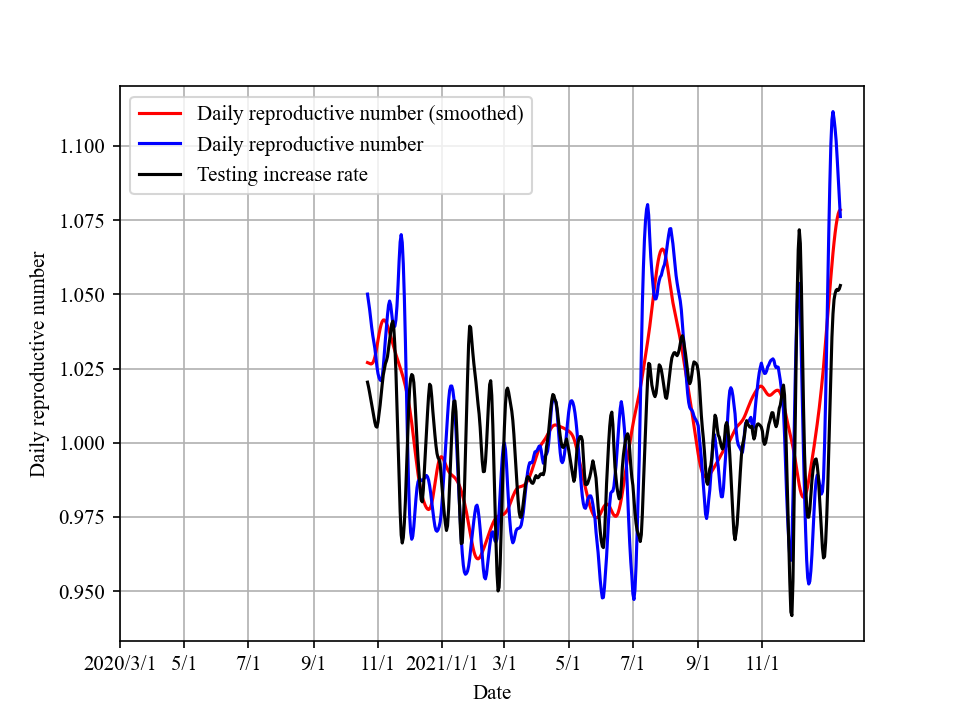 Daily reproductive number (smoothed)
Daily reproductive number
Testing increase rate
Daily reproductive number
1.100
1.075
1.050
1.025
1.000
0.975
0.950
2020/3/1 5/1 7/1 9/1 11/1 2021/1/1 3/1 5/1 7/1 9/1 11/1
Date